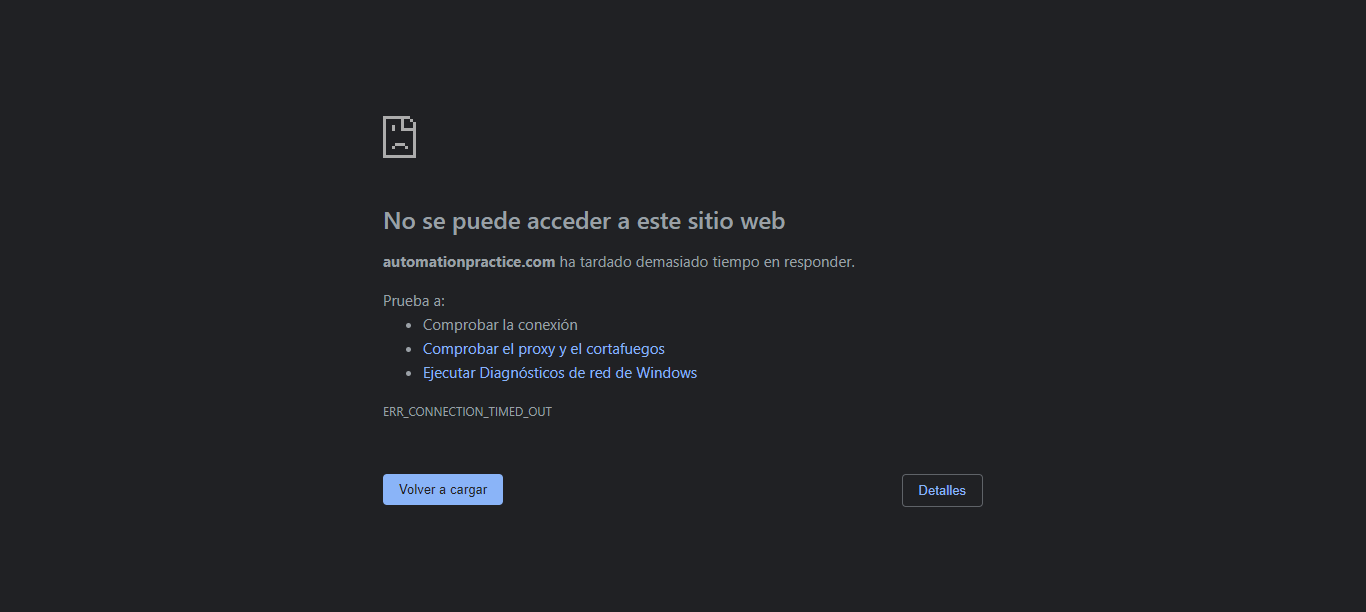 No se puede acceder a este sitio web
automationpractice.com ha tardado demasiado tiempo en responder.
Prueba a:
Comprobar la conexión
Comprobar el proxy y el cortafuegos
Ejecutar Diagnósticos de red de Windows
ERR_CONNECTION_TIMED_OUT
Volver a cargar
Detalles